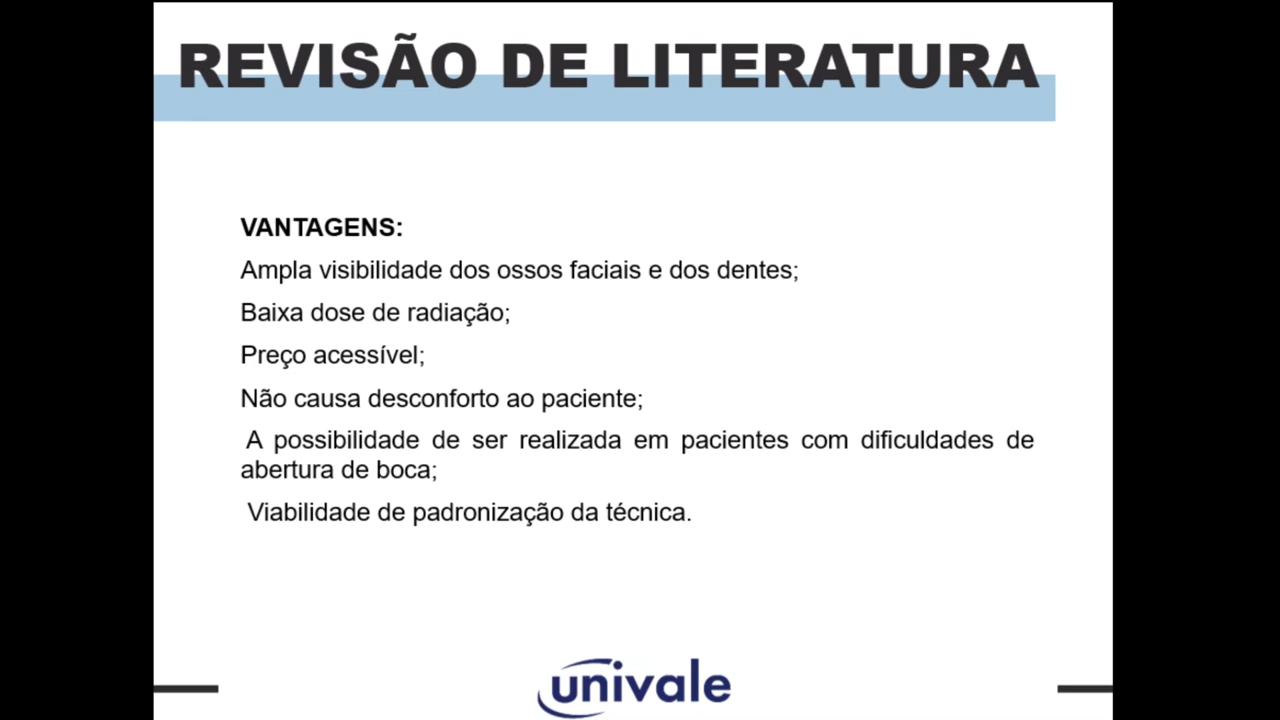 REVISÃO DE LITERATURA
VANTAGENS:
Ampla visibilidade dos ossos faciais e dos dentes;
Baixa dose de radiação;
Preço acessível;
Não causa desconforto ao paciente;
A possibilidade de ser realizada em pacientes com dificuldades de
abertura de boca;
Viabilidade de padronização da técnica.
univale